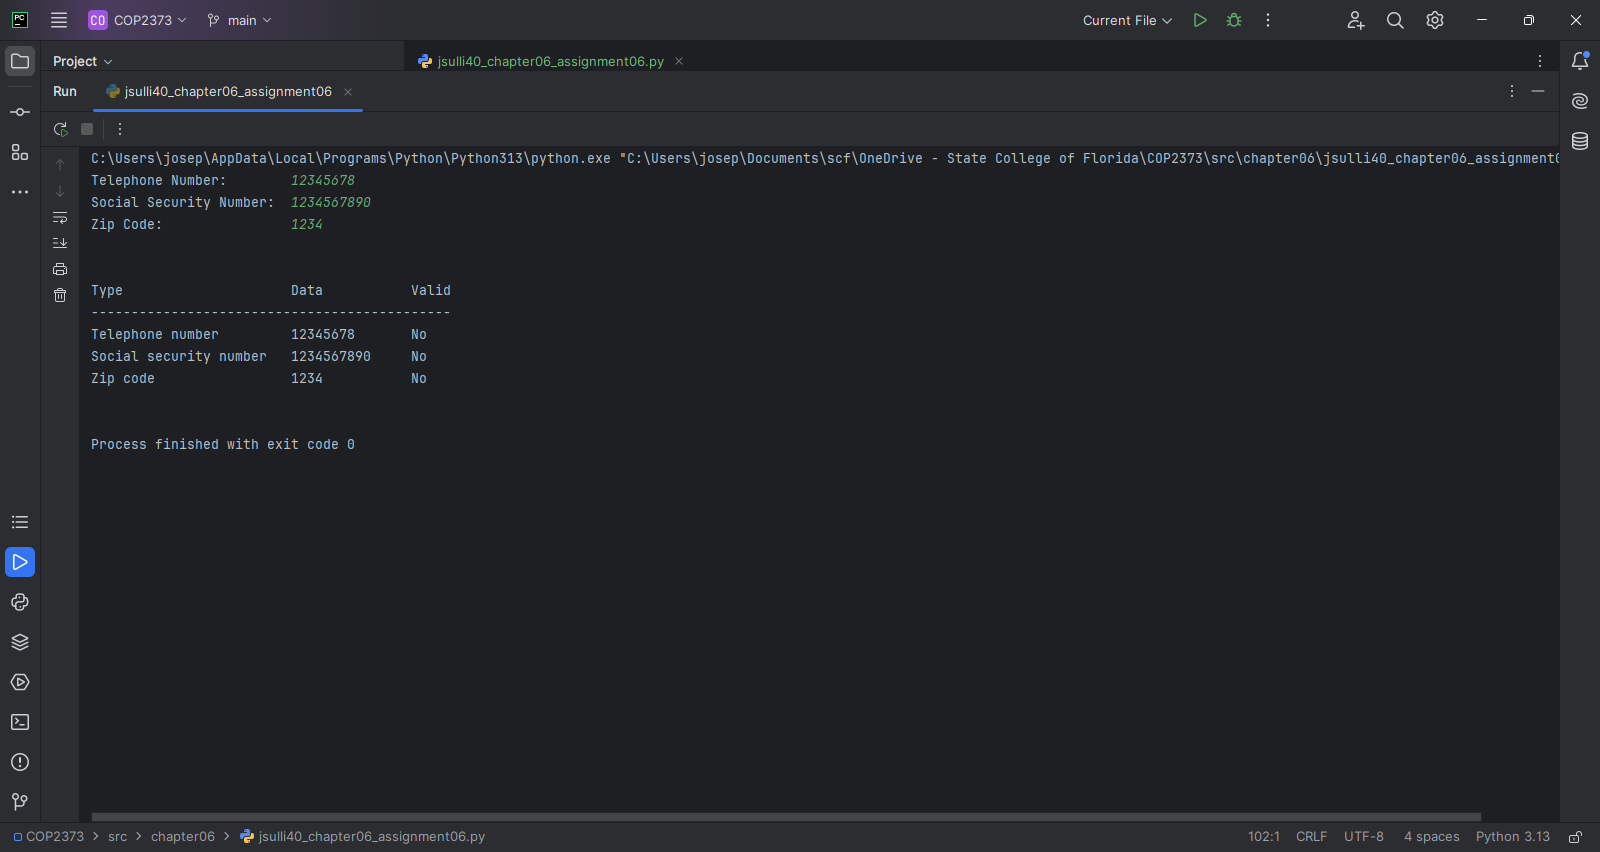 PC CO COP2373 main Current File
Project jsulli40_chapter06_assignment06.py
Run jsulli40_chapter06_assignment06
C:\Users\josep\AppData\Local\Programs\Python\Python313\python.exe "C:\Users\josep\Documents\scf\OneDrive - State College of Florida\COP2373\src\chapter06\jsulli40_chapter06_assignment0
Telephone Number: 12345678
Social Security Number: 1234567890
Zip Code: 1234
Type Data Valid
---------------------------------------------
Telephone number 12345678 No
Social security number 1234567890 No
Zip code 1234 No
Process finished with exit code 0
COP2373 > src > chapter06 > jsulli40_chapter06_assignment06.py 102:1 CRLF UTF-8 4 spaces Python 3.13